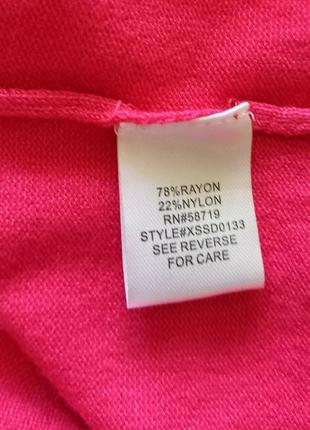 78%RAYON
22%NYLON
RN#58719
STYLE#XSSD0133
SEE REVERSE
FOR CARE